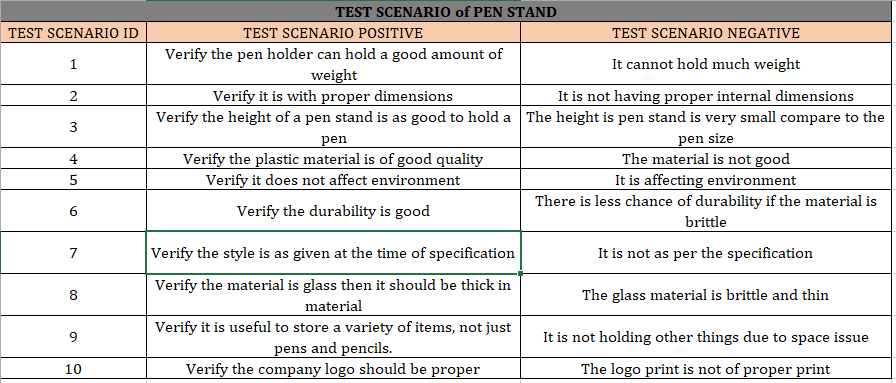 TEST SCENARIO of PEN STAND
TEST SCENARIO ID TEST SCENARIO POSITIVE TEST SCENARIO NEGATIVE
1 Verify the pen holder can hold a good amount of
weight It cannot hold much weight
2 Verify it is with proper dimensions It is not having proper internal dimensions
3 Verify the height of a pen stand is as good to hold a
pen The height is pen stand is very small compare to the
pen size
4 Verify the plastic material is of good quality The material is not good
5 Verify it does not affect environment It is affecting environment
6 Verify the durability is good There is less chance of durability if the material is
brittle
7 Verify the style is as given at the time of specification It is not as per the specification
8 Verify the material is glass then it should be thick in
material The glass material is brittle and thin
9 Verify it is useful to store a variety of items, not just
pens and pencils. It is not holding other things due to space issue
10 Verify the company logo should be proper The logo print is not of proper print